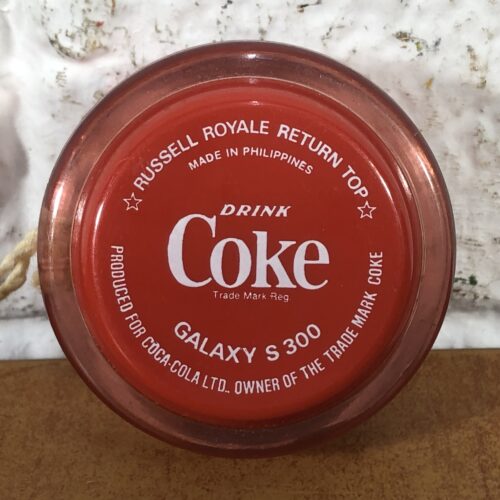 ☆ RUSSELL ROYALE RETURN TOP ☆
MADE IN PHILIPPINES
DRINK
Coke
Trade Mark Reg.
GALAXY S 300
PRODUCED FOR COCA-COLA LTD., OWNER OF THE TRADE MARK COKE